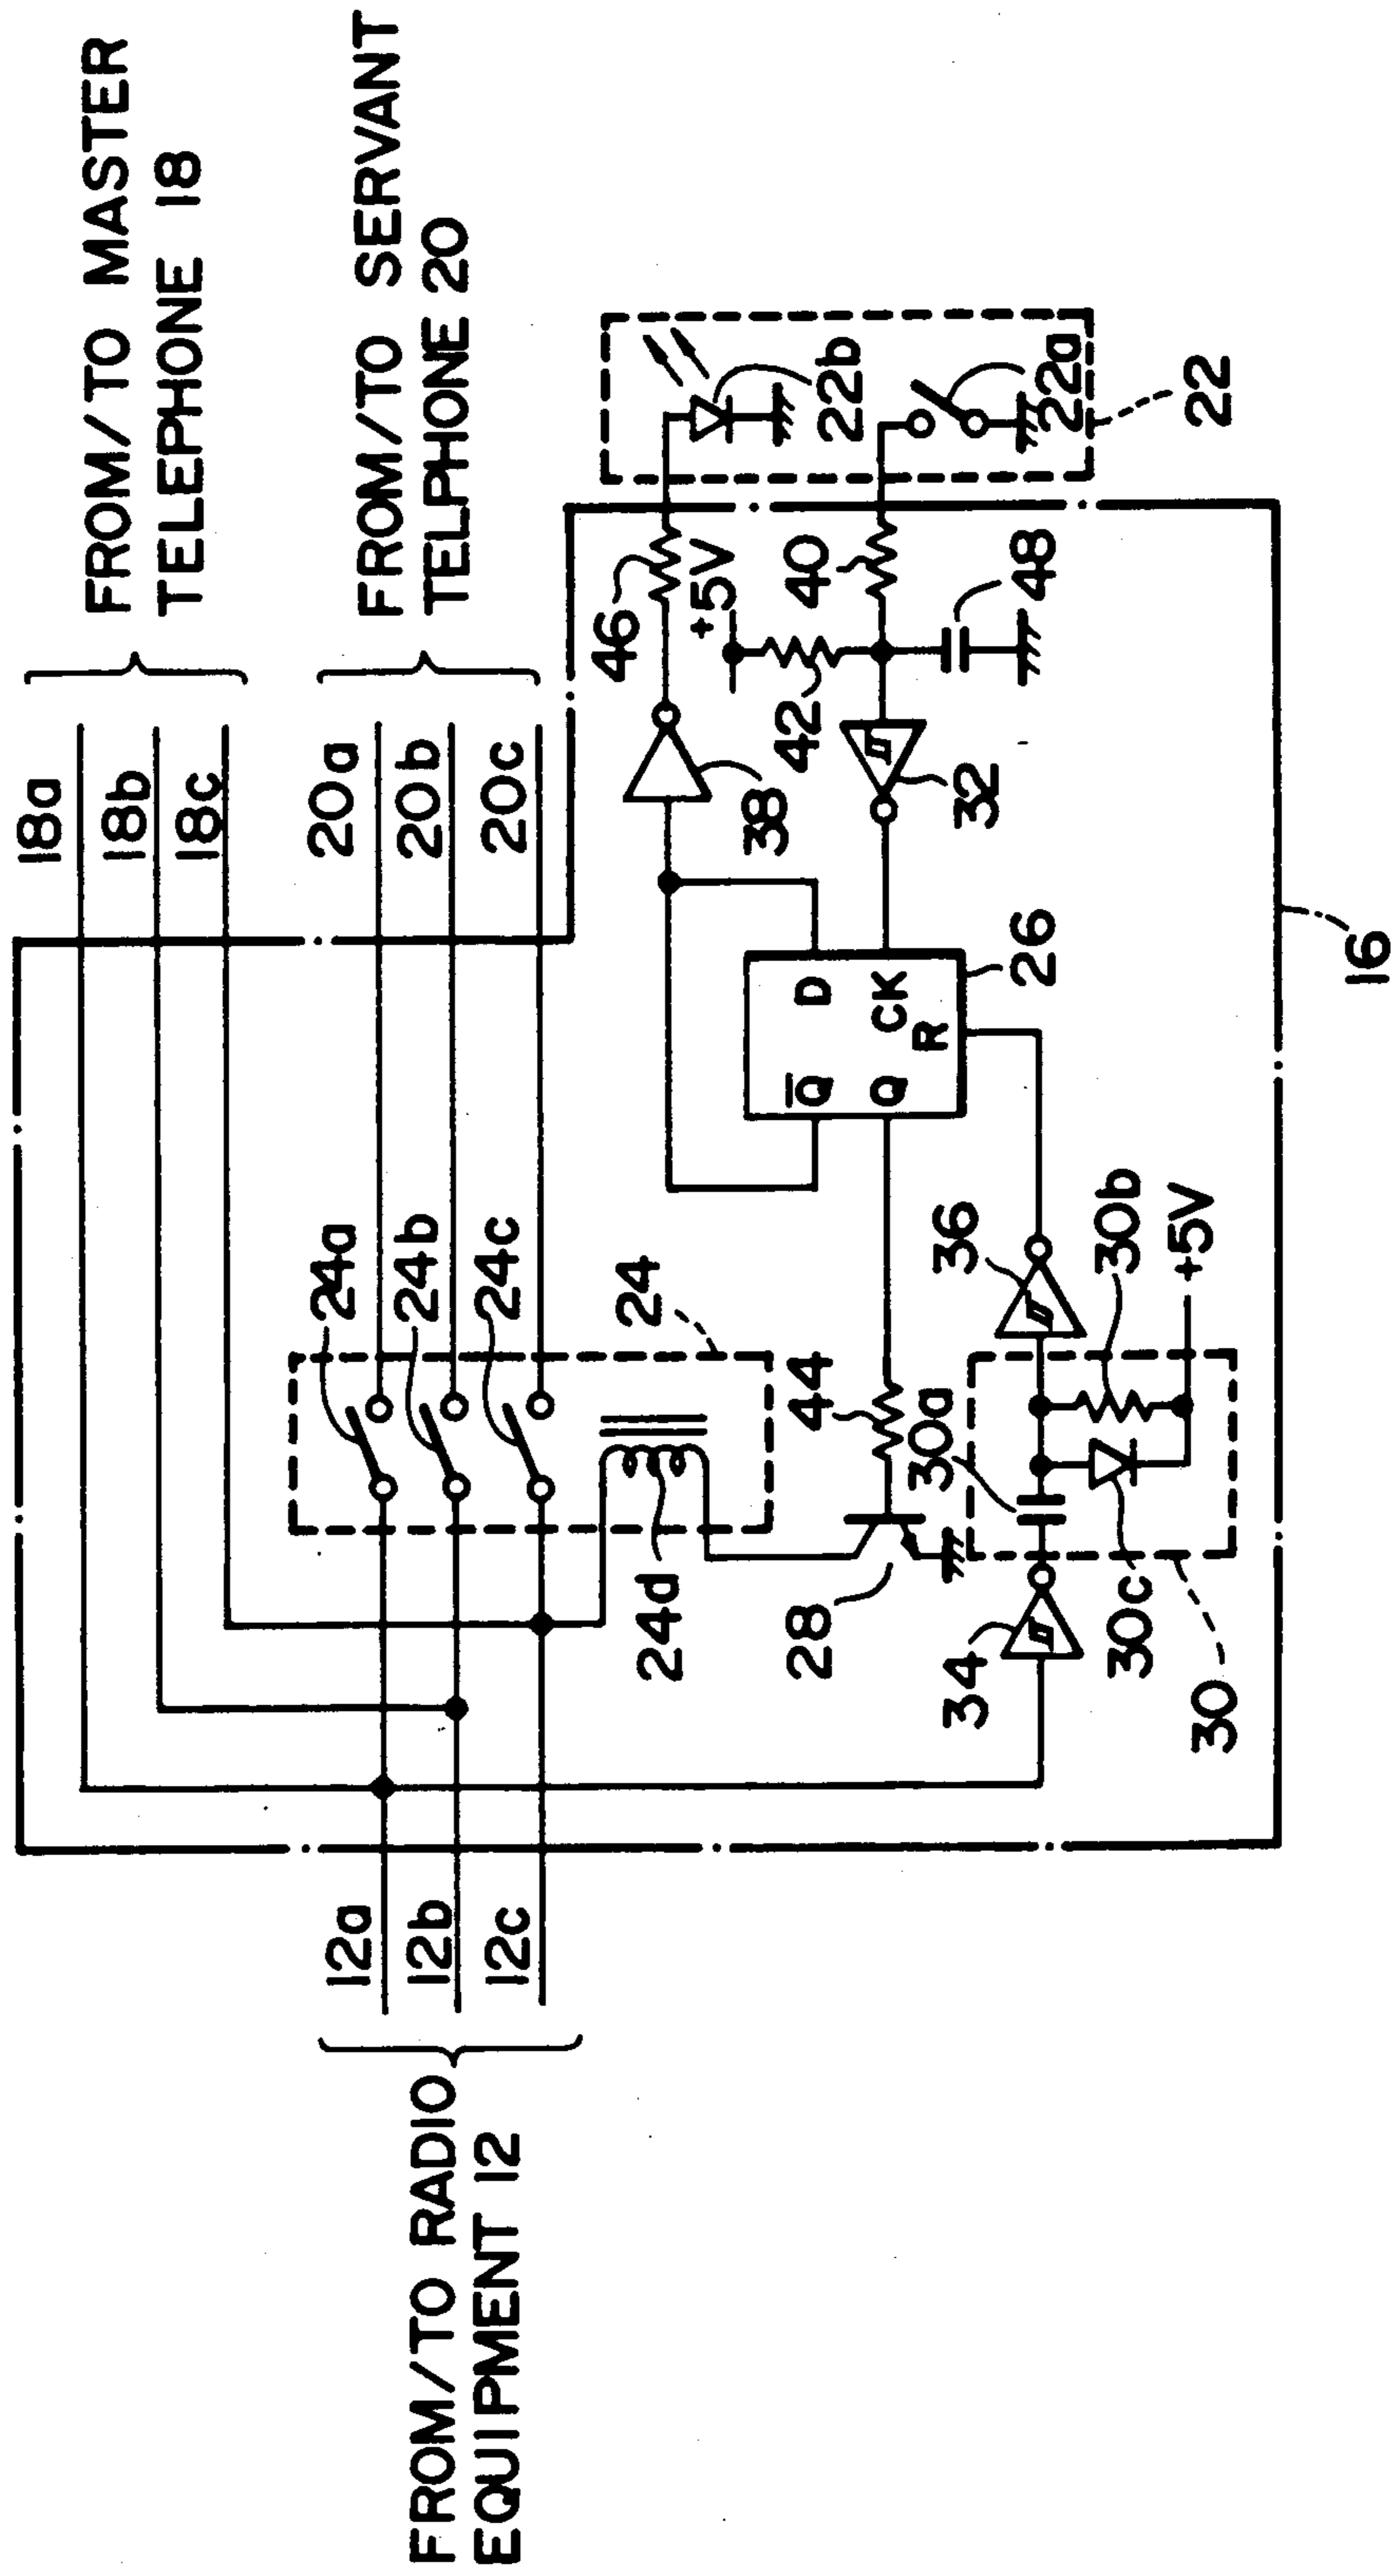 FROM/TO MASTER
TELEPHONE 18
FROM/TO SERVANT
TELPHONE 20
18a
18b
18c
20a
20b
20c
24a
24b
24c
24
24d
12a
12b
12c
FROM/TO RADIO
EQUIPMENT 12
46
+5V
22b
40
22a
22
42
48
38
32
Q D
Q CK
R
26
44
28
36
30a
30b
+5V
34
30c
30
16